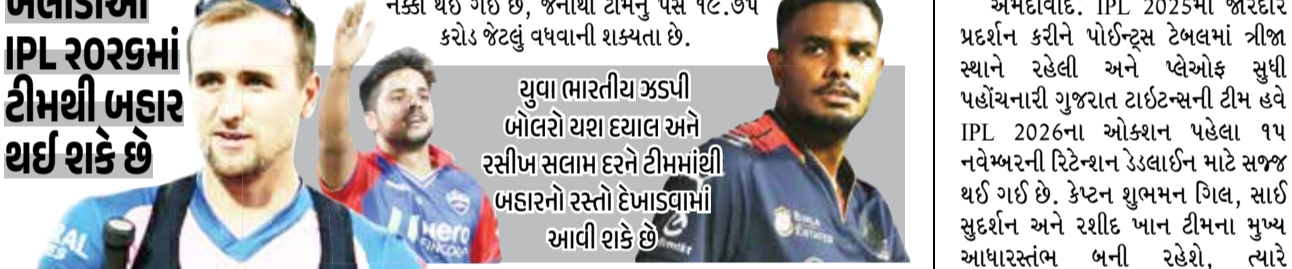 ખેલાડીઓ
IPL ૨૦૨૬માં
ટીમથી બહાર
થઈ શકે છે
નક્કી થઈ ગઈ છે, જેનાથી ટીમનું પર્સ ૧૯.૭૫
કરોડ જેટલું વધવાની શક્યતા છે.
યુવા ભારતીય ઝડપી
બોલરો યશ દયાલ અને
રસીખ સલામ દરને ટીમમાંથી
બહારનો રસ્તો દેખાડવામાં
આવી શકે છે
Hero
અમદાવાદ. IPL 2025માં જોરદાર
પ્રદર્શન કરીને પોઈન્ટ્સ ટેબલમાં ત્રીજા
સ્થાને રહેલી અને પ્લેઓફ સુધી
પહોંચનારી ગુજરાત ટાઇટન્સની ટીમ હવે
IPL 2026ના ઓક્શન પહેલા ૧૫
નવેમ્બરની રિટેન્શન ડેડલાઈન માટે સજ્જ
થઈ ગઈ છે. કેપ્ટન શુભમન ગિલ, સાઈ
સુદર્શન અને રશીદ ખાન ટીમના મુખ્ય
આધારસ્તંભ બની રહેશે, ત્યારે